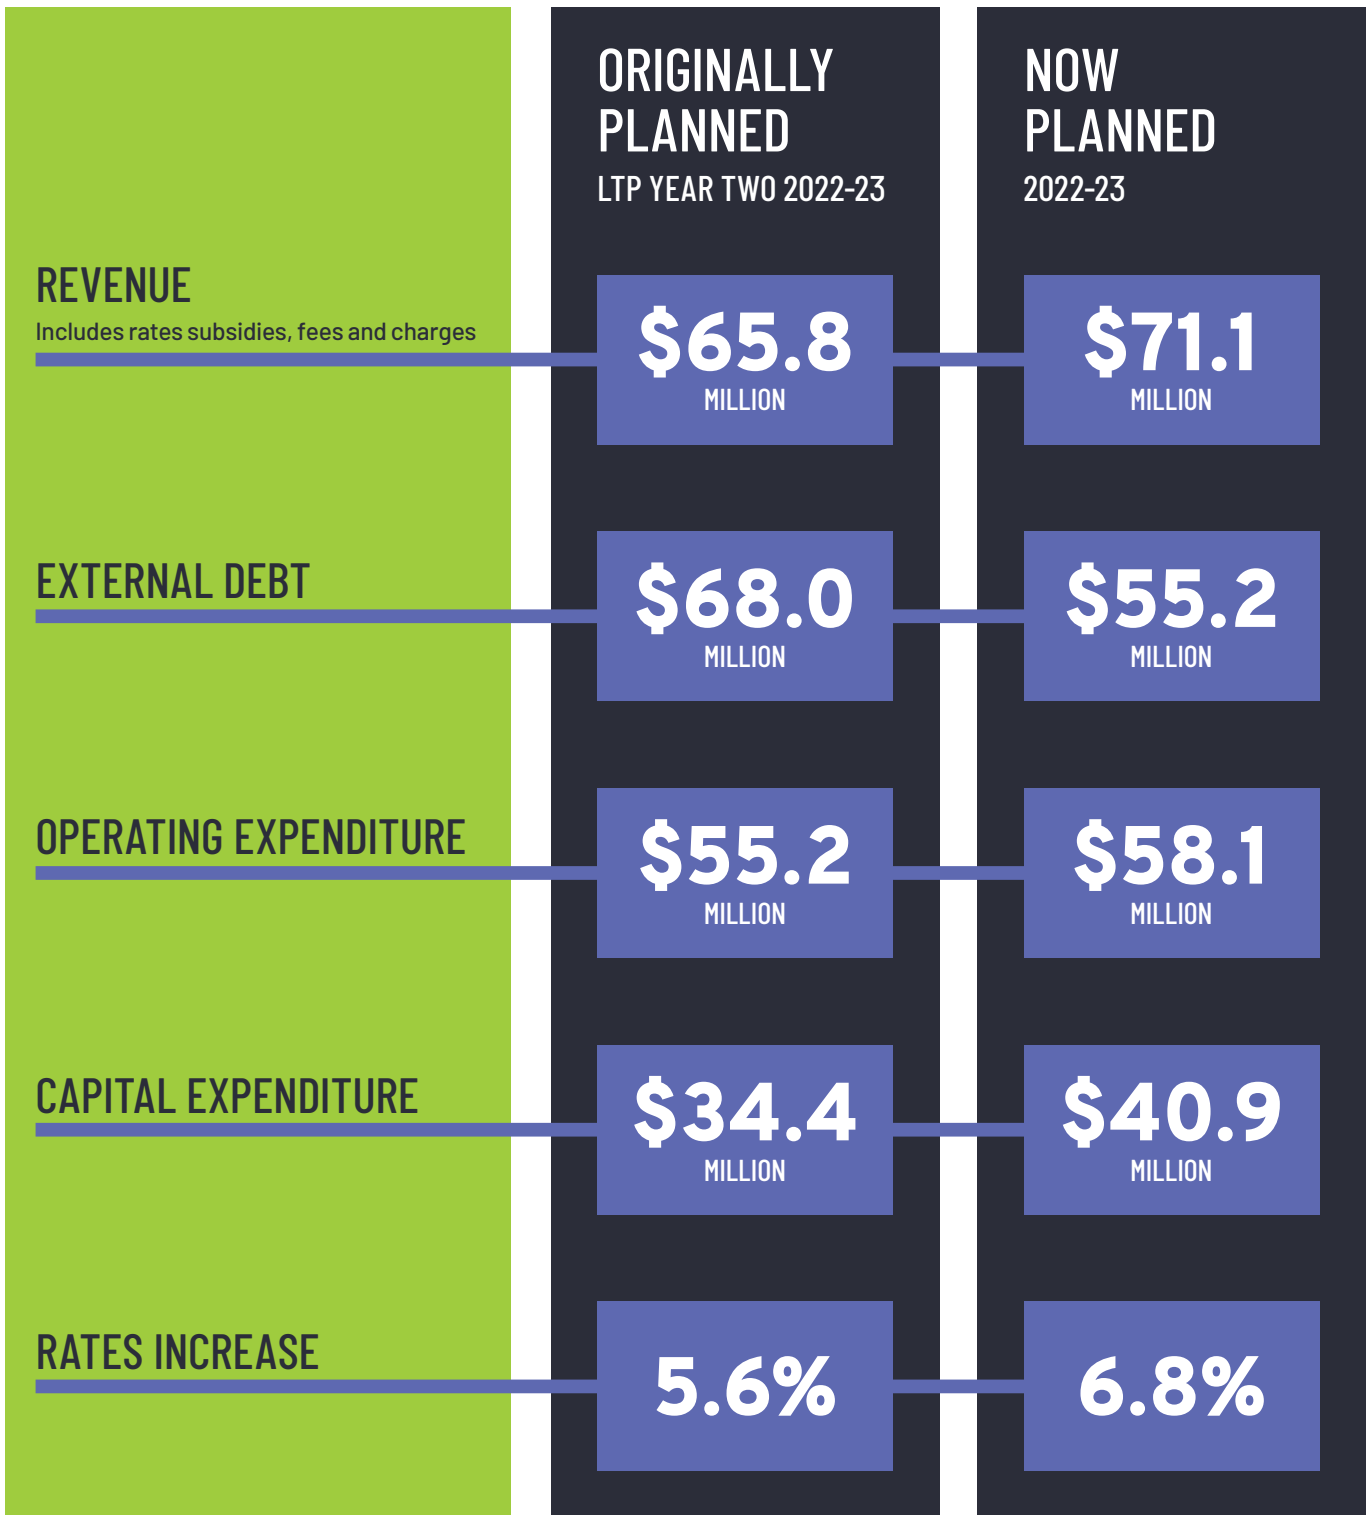 ORIGINALLY
PLANNED
LTP YEAR TWO 2022-23
NOW
PLANNED
2022-23
REVENUE
Includes rates subsidies, fees and charges
$65.8
MILLION
$71.1
MILLION
EXTERNAL DEBT
$68.0
MILLION
$55.2
MILLION
OPERATING EXPENDITURE
$55.2
MILLION
$58.1
MILLION
CAPITAL EXPENDITURE
$34.4
MILLION
$40.9
MILLION
RATES INCREASE
5.6%
6.8%